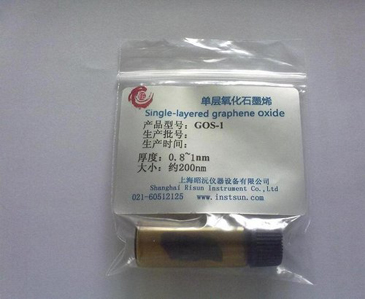 单层氧化石墨烯
Single-layered graphene oxide
产品型号: GOS-1
生产批号:
生产时间:
厚度: 0.8~1nm
大小: 约200nm
上海昭沅仪器设备有限公司
Shanghai Risun Instrument Co.,Ltd
021-60512125 www.instsun.com